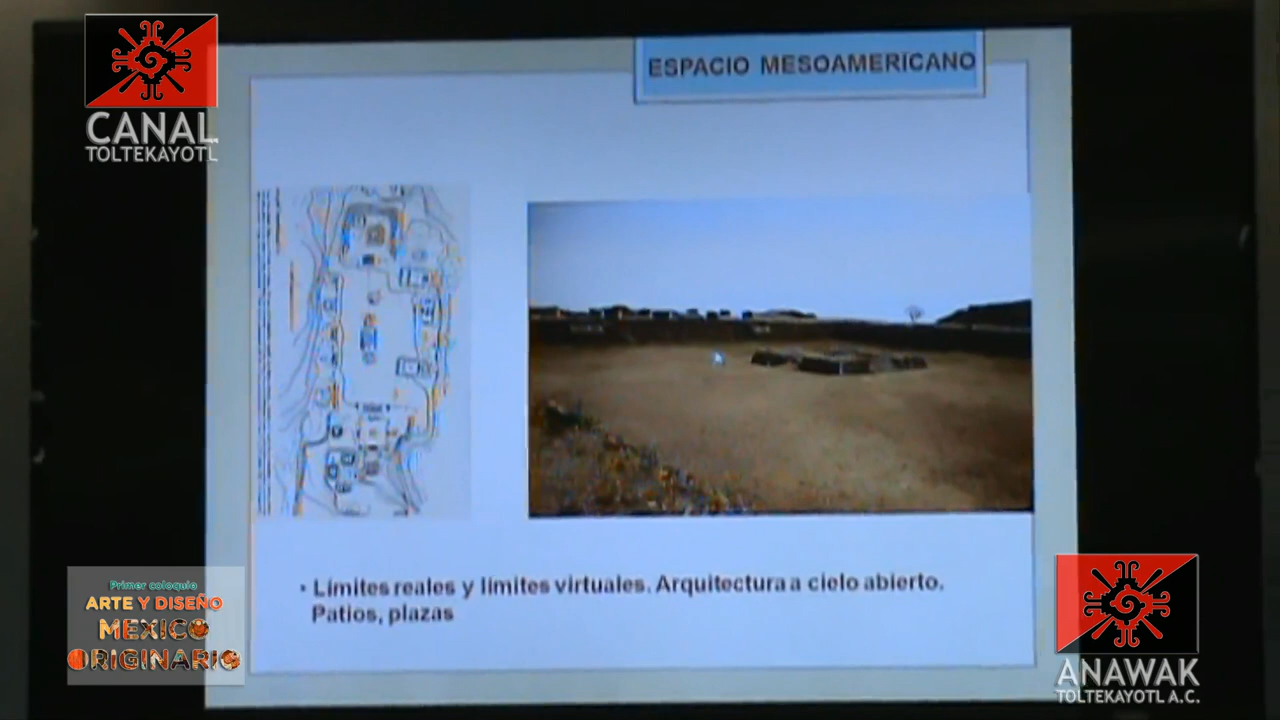 CANAL
TOLTEKAYOTL
ESPACIO MESOAMERICANO
• Límites reales y límites virtuales. Arquitectura a cielo abierto.
Patios, plazas
Primer coloquio
ARTE Y DISEÑO
MEXICO
ORIGINARIO
ANAWAK
TOLTEKAYOTL A.C.